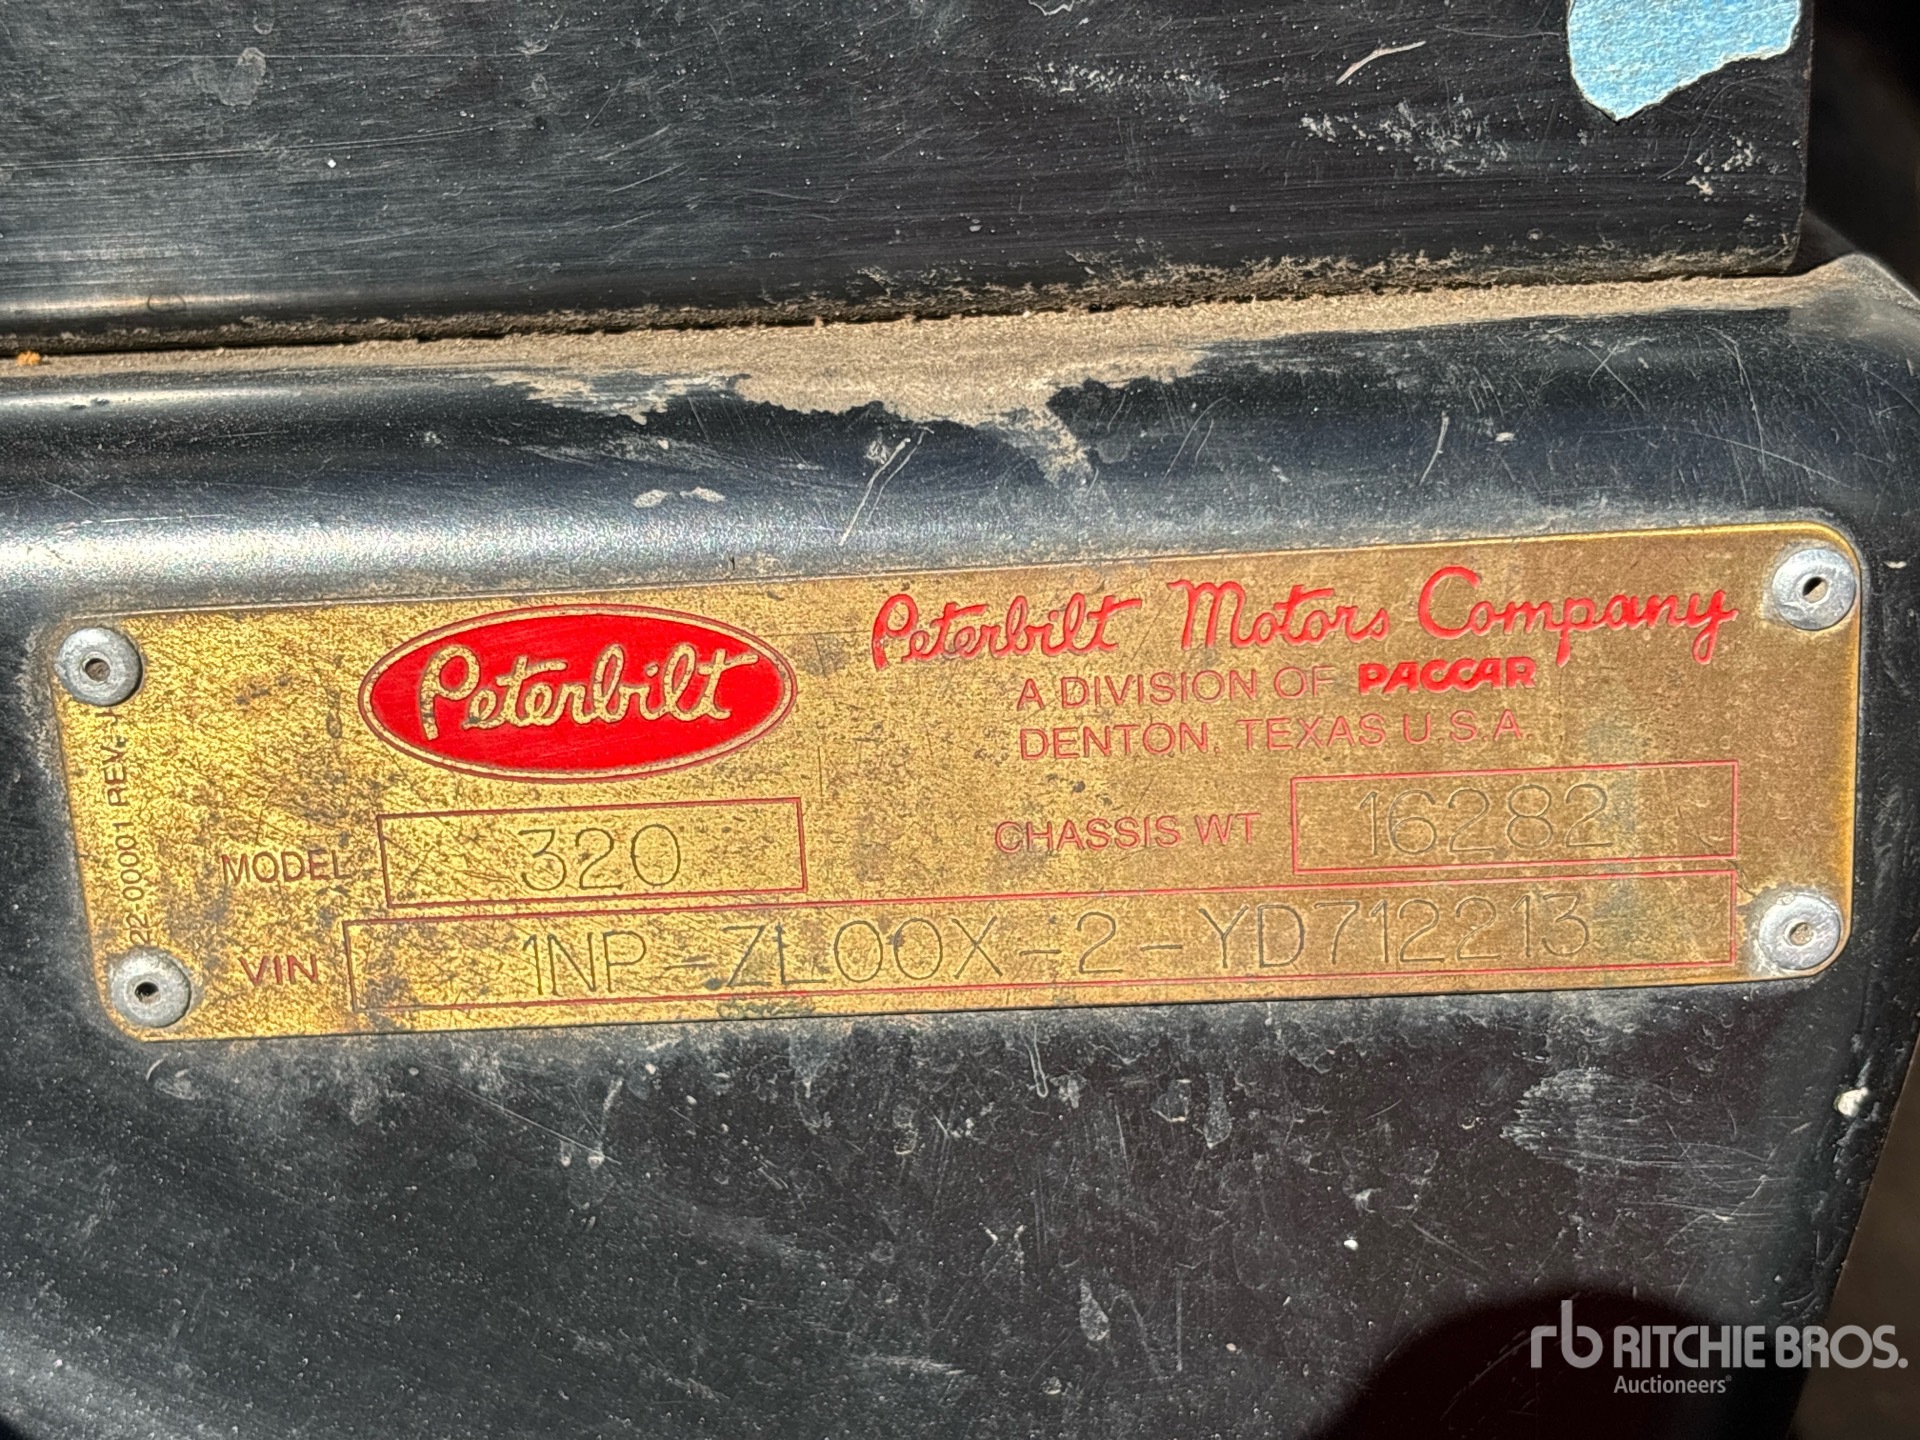 Peterbilt
Peterbilt Motors Company
A DIVISION OF PACCAR
DENTON, TEXAS U.S.A.
MODEL 320
CHASSIS WT 16282
VIN 1NP-ZL00X-2-YD712213
22-00001 REV. J
rb RITCHIE BROS.
Auctioneers